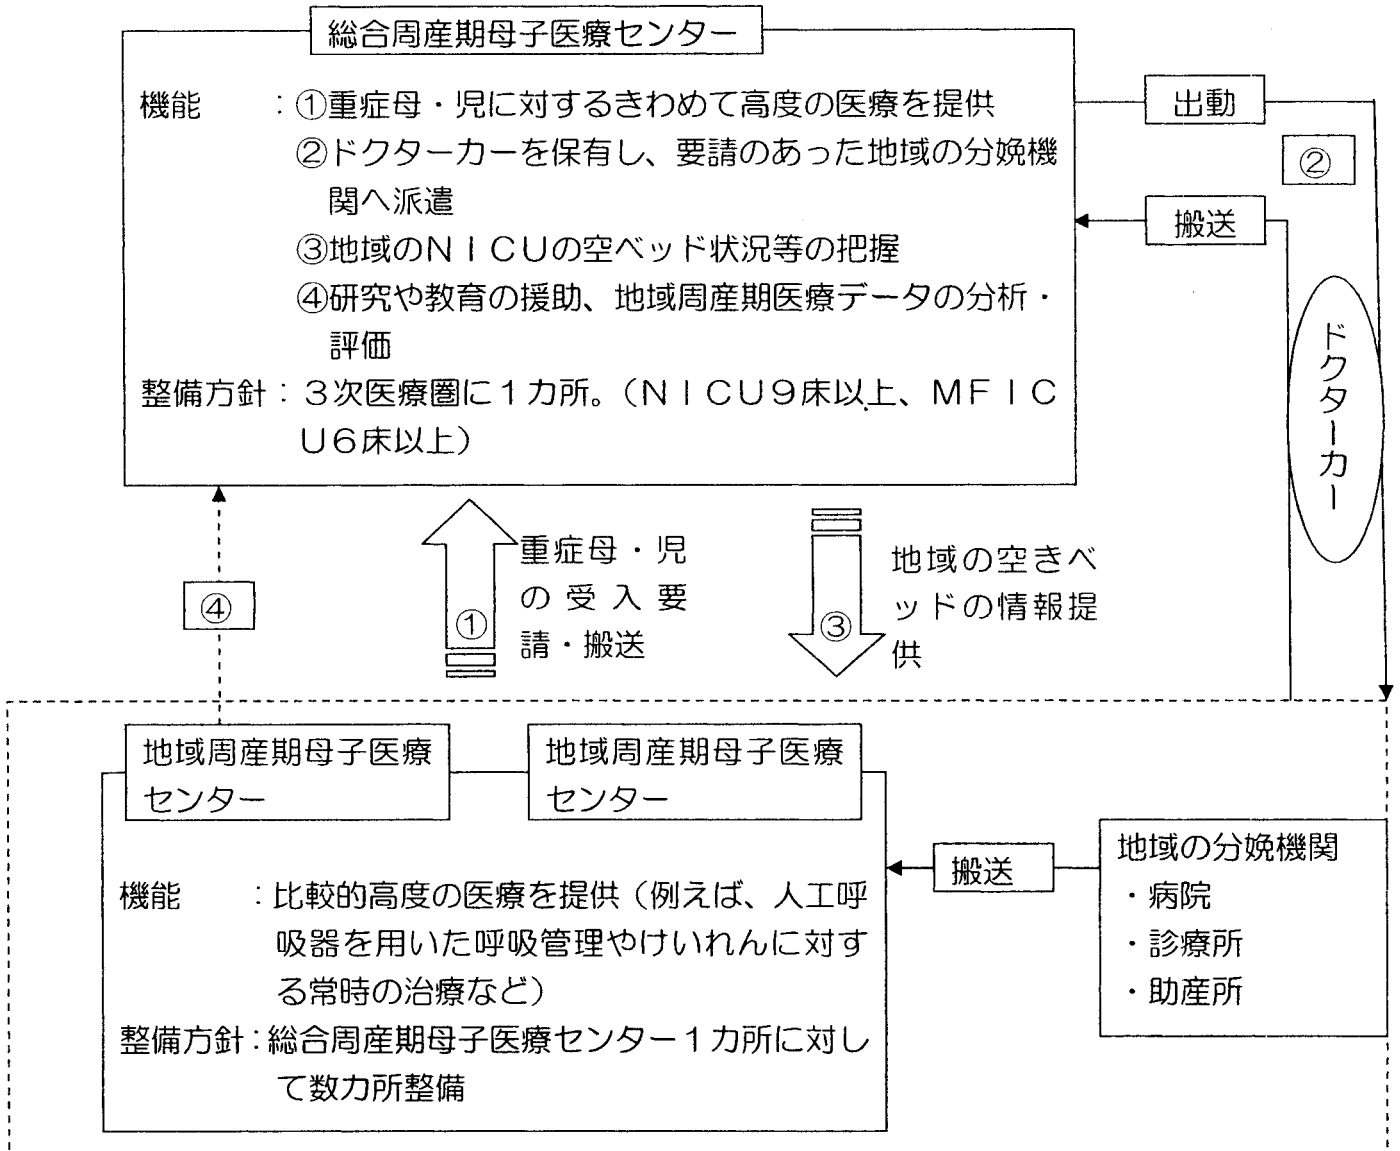 総合周産期母子医療センター
機能　　：①重症母・児に対するきわめて高度の医療を提供
②ドクターカーを保有し、要請のあった地域の分娩機
関へ派遣
③地域のＮＩＣＵの空ベッド状況等の把握
④研究や教育の援助、地域周産期医療データの分析・
評価
整備方針：３次医療圏に１カ所。（ＮＩＣＵ９床以上、ＭＦＩＣ
Ｕ６床以上）
出動
②
搬送
ドクターカー
④
①
重症母・児
の受入要
請・搬送
③
地域の空きベ
ッドの情報提
供
地域周産期母子医療
センター
地域周産期母子医療
センター
機能　　：比較的高度の医療を提供（例えば、人工呼
吸器を用いた呼吸管理やけいれんに対す
る常時の治療など）
整備方針：総合周産期母子医療センター１カ所に対し
て数カ所整備
搬送
地域の分娩機関
・病院
・診療所
・助産所